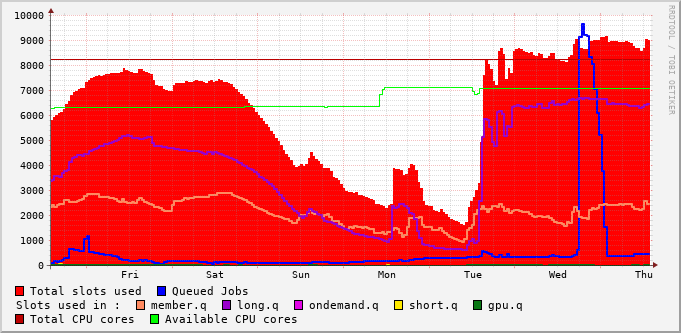 RRDTOOL / TOBI OETIKER
10000
9000
8000
7000
6000
5000
4000
3000
2000
1000
0
Fri Sat Sun Mon Tue Wed Thu
Total slots used Queued Jobs
Slots used in : member.q long.q ondemand.q short.q gpu.q
Total CPU cores Available CPU cores